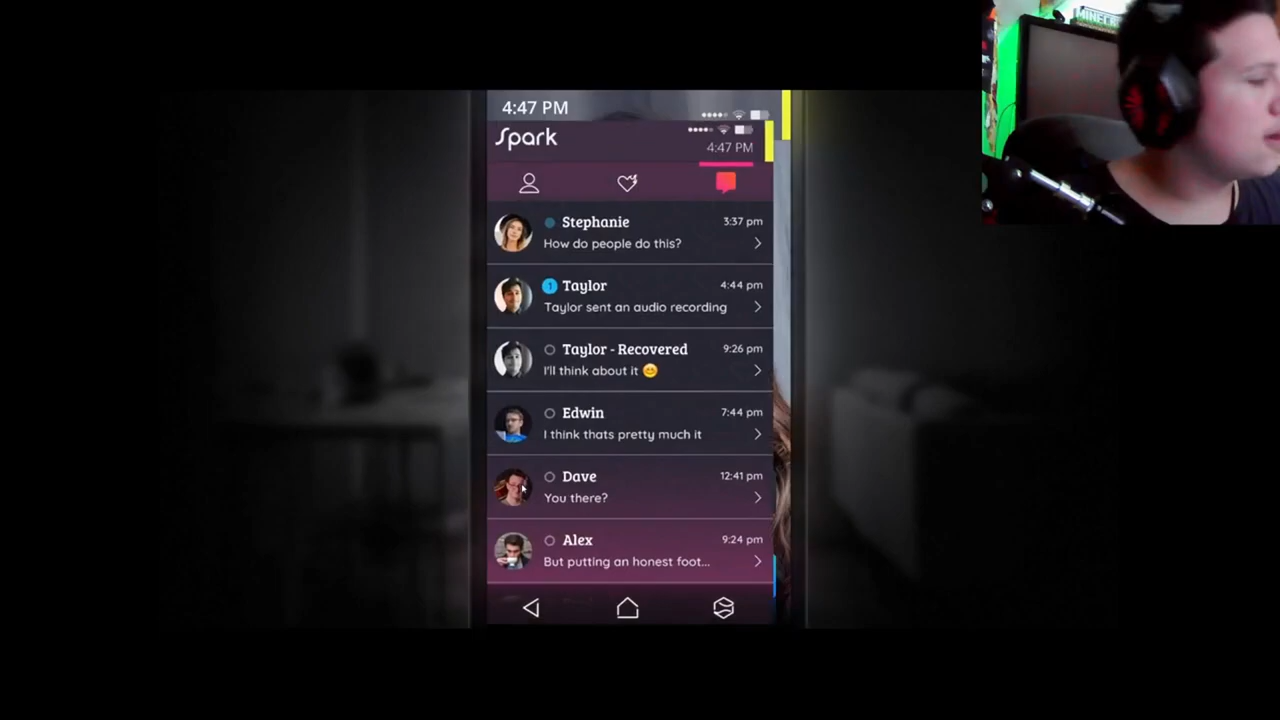 MINECR
4:47 PM
Spark
4:47 PM
Stephanie
3:37 pm
How do people do this?
1
Taylor
4:44 pm
Taylor sent an audio recording
Taylor - Recovered
9:26 pm
I'll think about it 😊
Edwin
7:44 pm
I think thats pretty much it
Dave
12:41 pm
You there?
Alex
9:24 pm
But putting an honest foot...